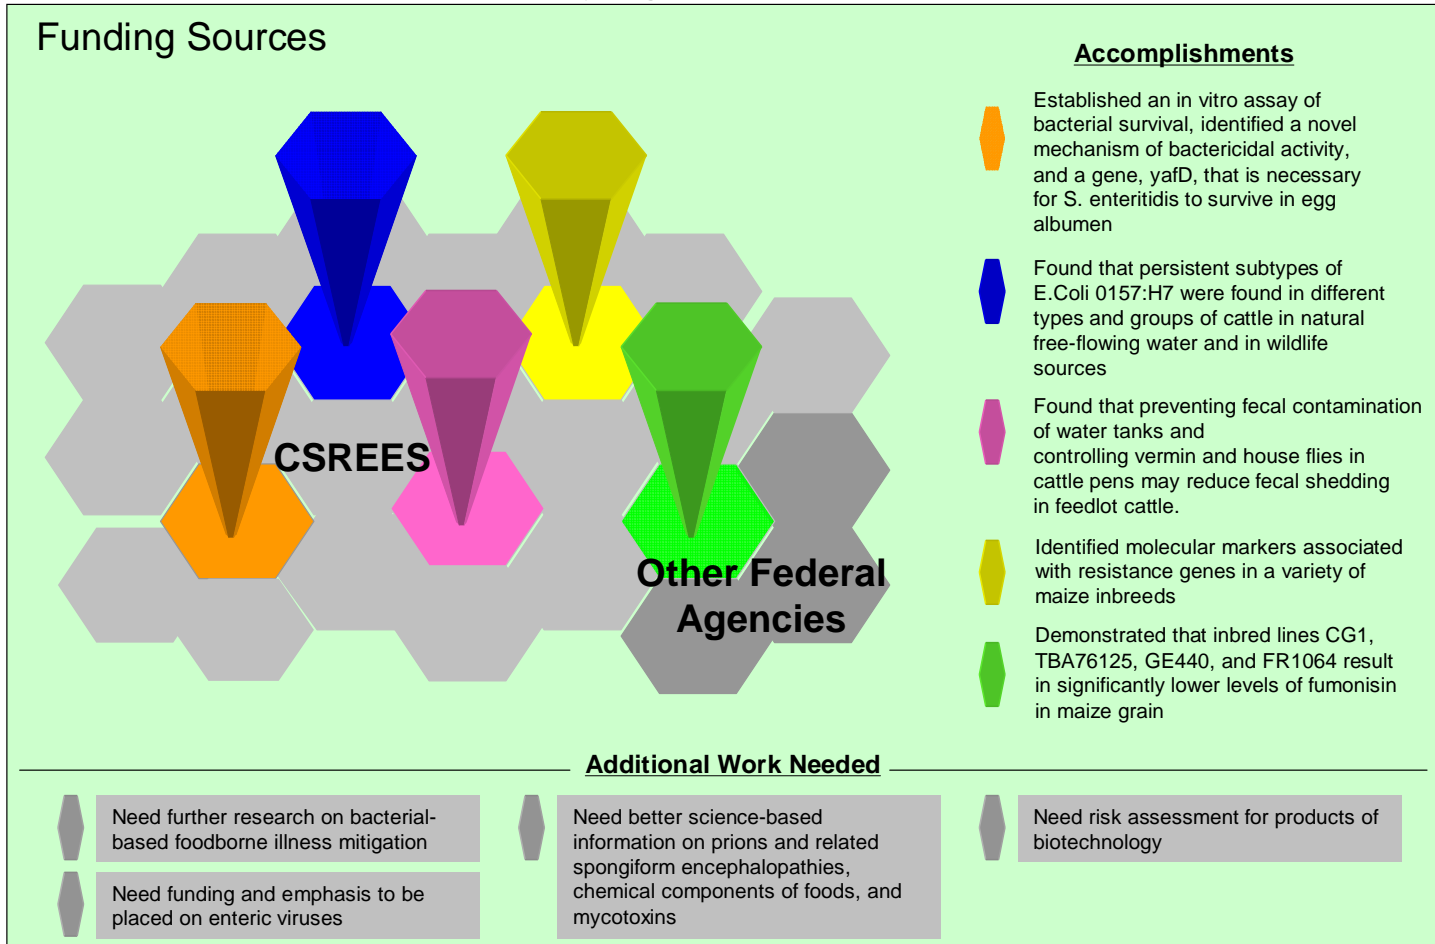 Funding Sources
CSREES
Other Federal
Agencies
Accomplishments
Established an in vitro assay of
bacterial survival, identified a novel
mechanism of bactericidal activity,
and a gene, yafD, that is necessary
for S. enteritidis to survive in egg
albumen
Found that persistent subtypes of
E.Coli 0157:H7 were found in different
types and groups of cattle in natural
free-flowing water and in wildlife
sources
Found that preventing fecal contamination
of water tanks and
controlling vermin and house flies in
cattle pens may reduce fecal shedding
in feedlot cattle.
Identified molecular markers associated
with resistance genes in a variety of
maize inbreeds
Demonstrated that inbred lines CG1,
TBA76125, GE440, and FR1064 result
in significantly lower levels of fumonisin
in maize grain
Additional Work Needed
Need further research on bacterial-
based foodborne illness mitigation
Need funding and emphasis to be
placed on enteric viruses
Need better science-based
information on prions and related
spongiform encephalopathies,
chemical components of foods, and
mycotoxins
Need risk assessment for products of
biotechnology